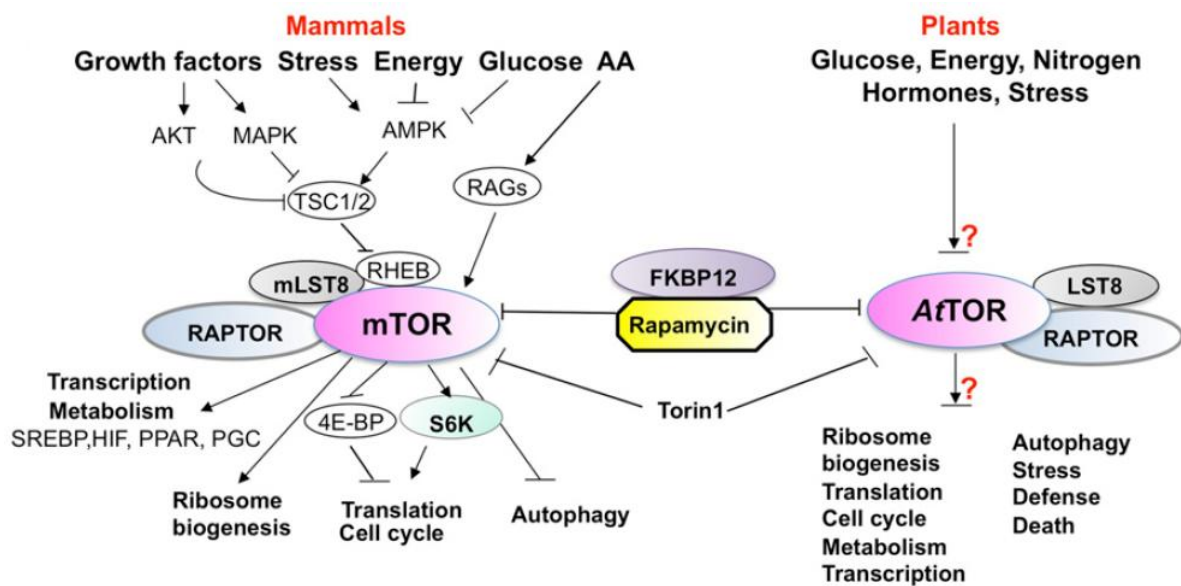 Mammals
Growth factors Stress Energy Glucose AA
AKT
MAPK
AMPK
TSC1/2
RAGs
RHEB
mLST8
RAPTOR
mTOR
Transcription
Metabolism
SREBP,HIF, PPAR, PGC
4E-BP
S6K
Ribosome
biogenesis
Translation
Cell cycle
Autophagy
FKBP12
Rapamycin
Torin1
Plants
Glucose, Energy, Nitrogen
Hormones, Stress
?
AtTOR
LST8
RAPTOR
?
Ribosome
biogenesis
Translation
Cell cycle
Metabolism
Transcription
Autophagy
Stress
Defense
Death